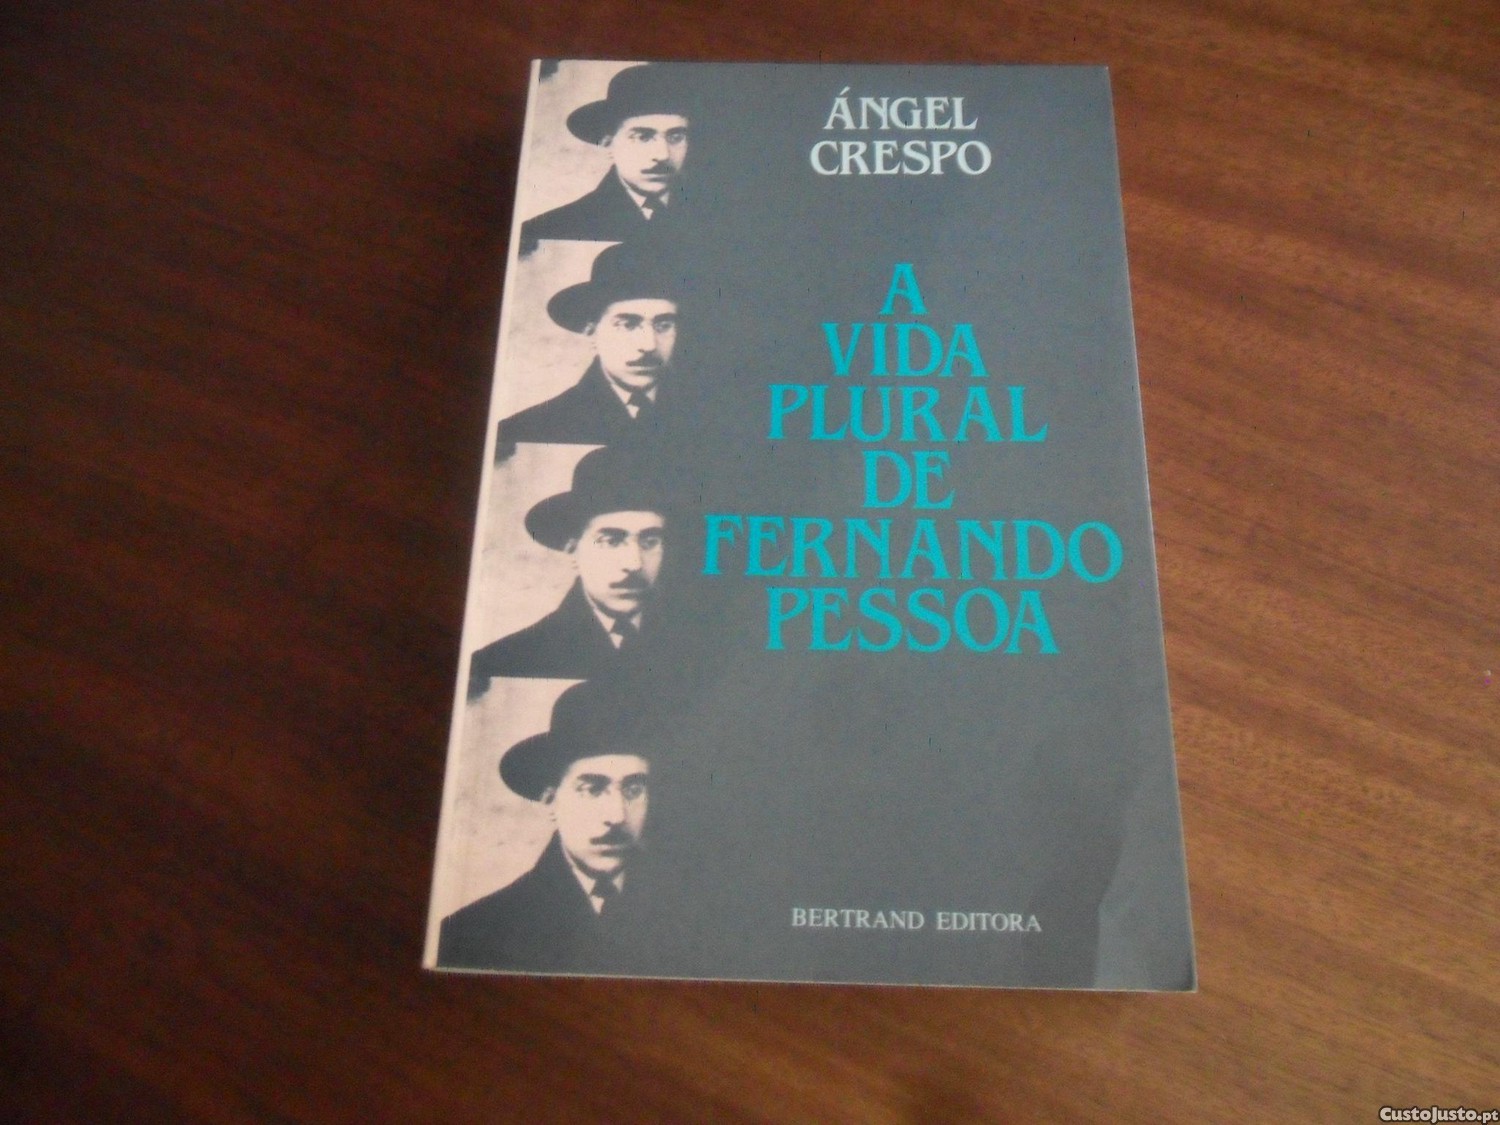 ÁNGEL
CRESPO
A
VIDA
PLURAL
DE
FERNANDO
PESSOA
BERTRAND EDITORA
CustoJusto.pt